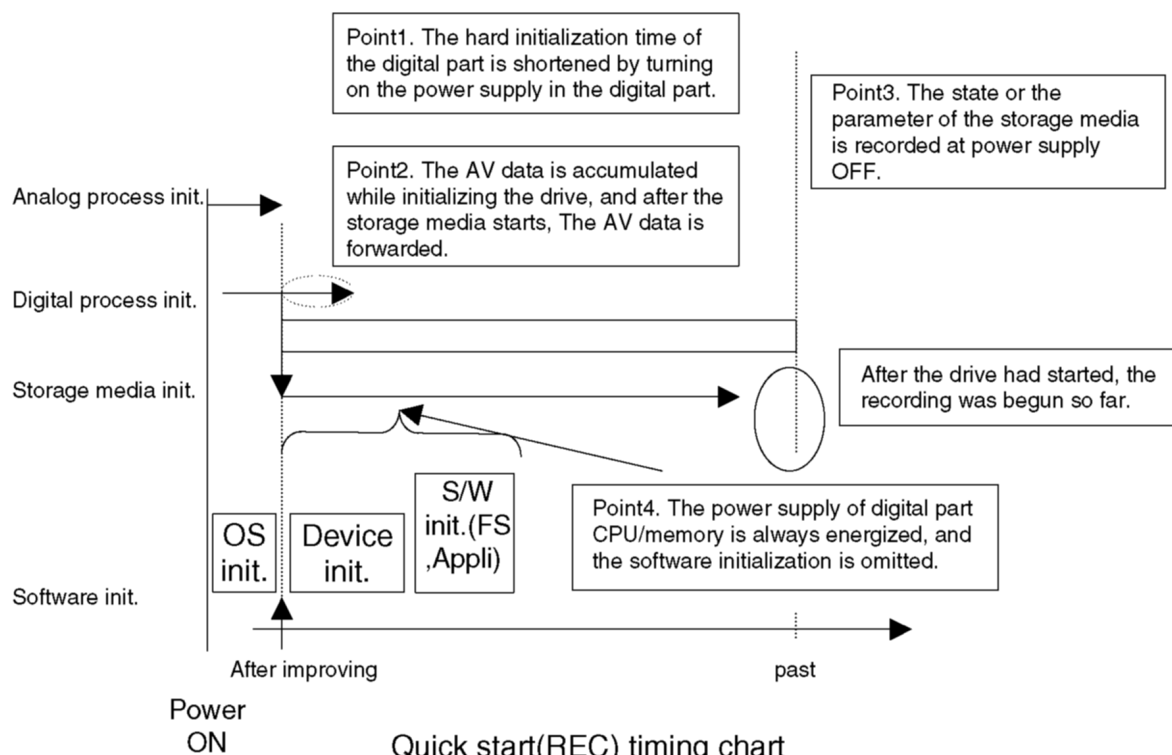 Point1. The hard initialization time of
the digital part is shortened by turning
on the power supply in the digital part.
Point3. The state or the
parameter of the storage media
is recorded at power supply
OFF.
Point2. The AV data is accumulated
while initializing the drive, and after the
storage media starts, The AV data is
forwarded.
Analog process init.
Digital process init.
Storage media init.
After the drive had started, the
recording was begun so far.
S/W
init.(FS
,Appli)
OS
init.
Device
init.
Point4. The power supply of digital part
CPU/memory is always energized, and
the software initialization is omitted.
Software init.
After improving
past
Power
ON
Quick start(REC) timing chart